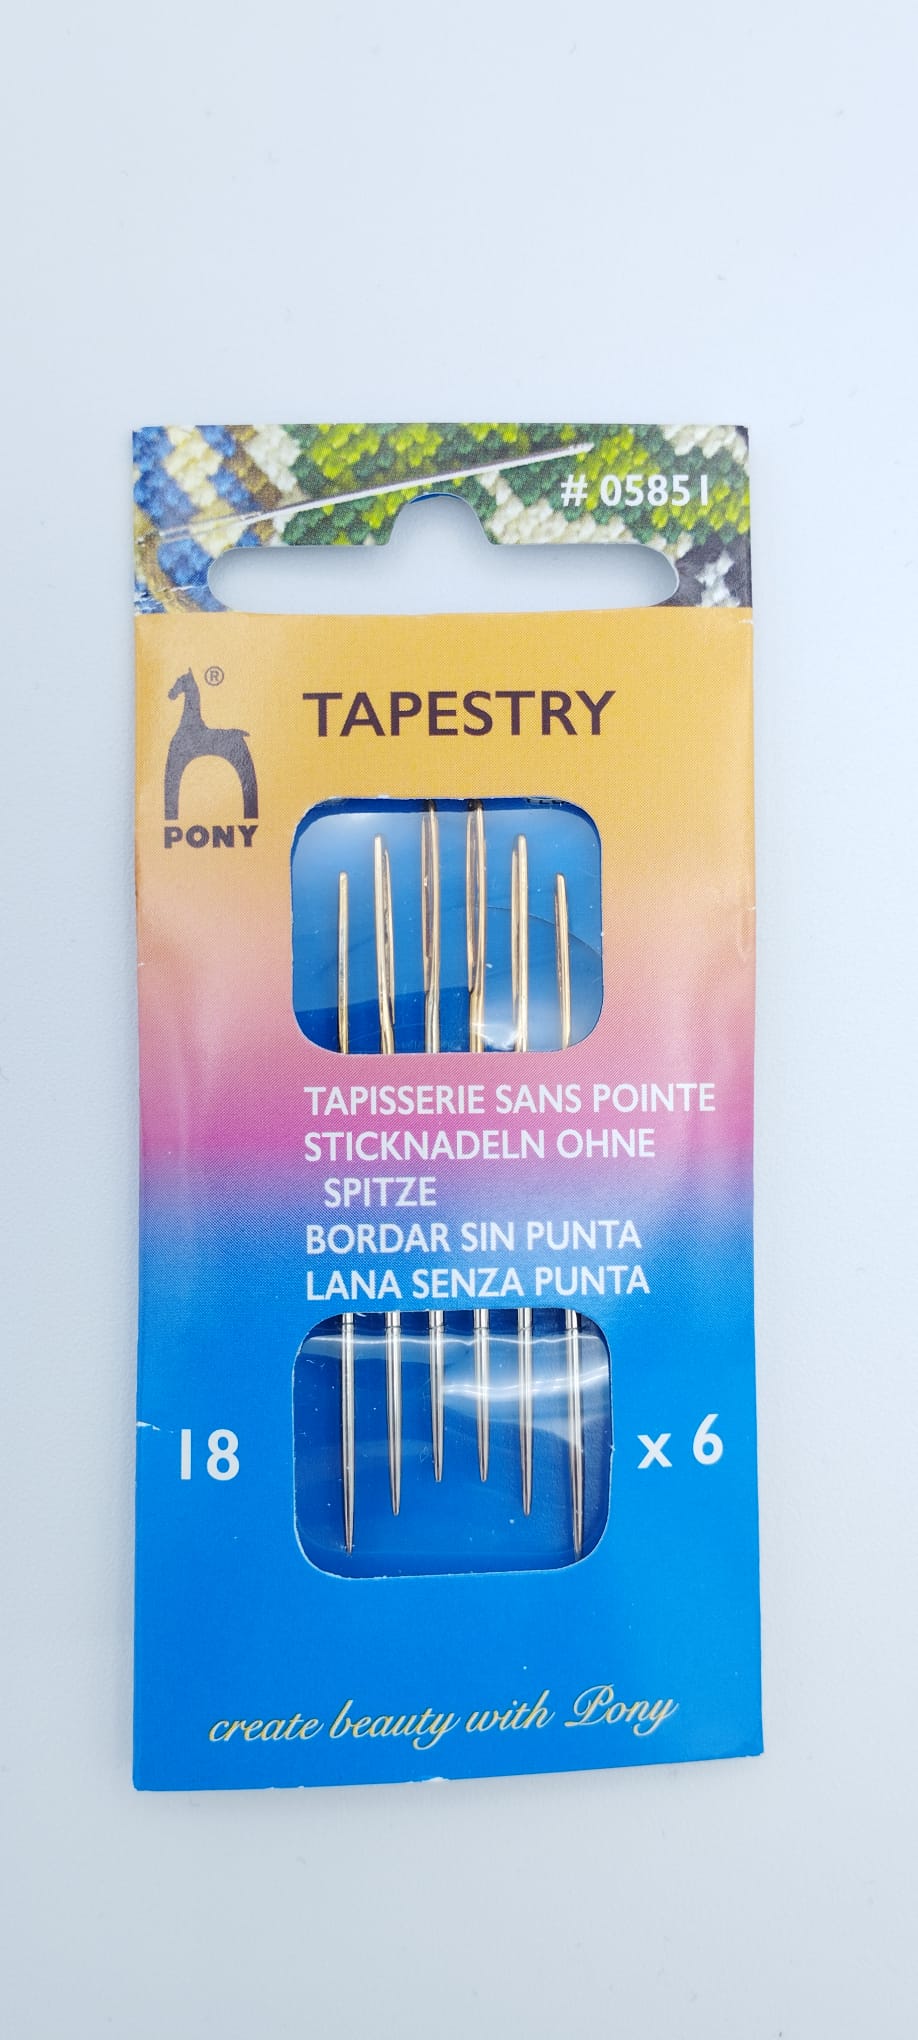 # 05851
®
TAPESTRY
PONY
TAPISSERIE SANS POINTE
STICKNADELN OHNE
SPITZE
BORDAR SIN PUNTA
LANA SENZA PUNTA
18
x 6
create beauty with Pony